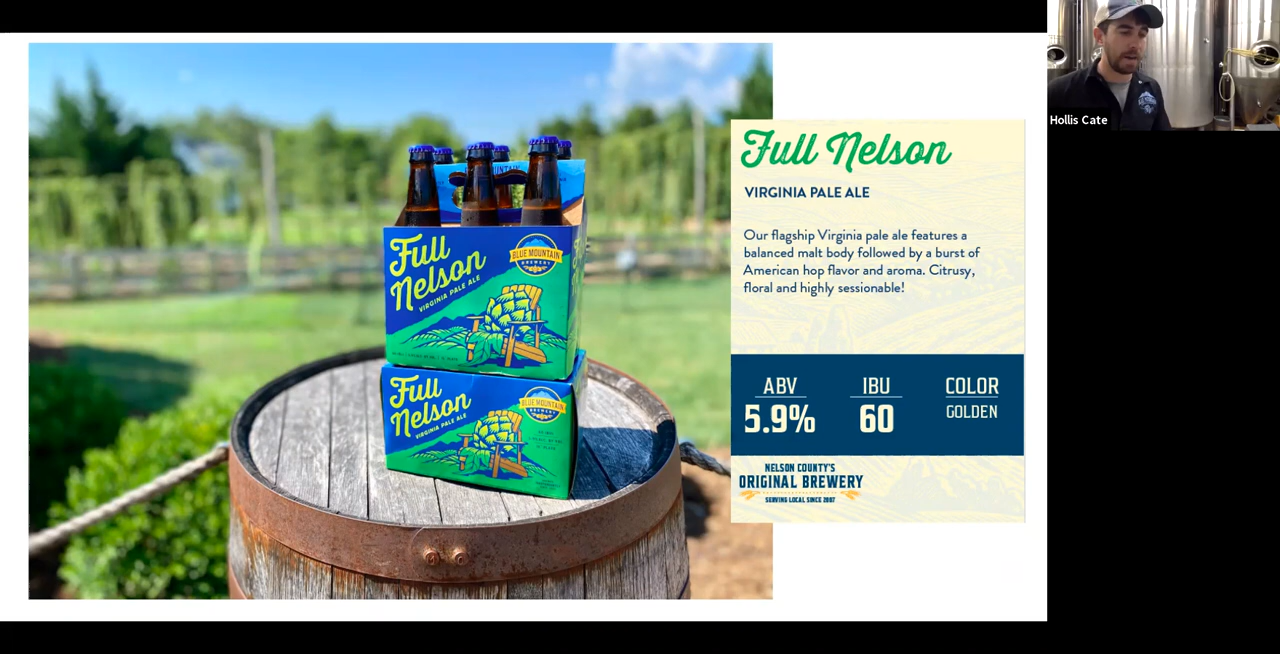 Full Nelson
VIRGINIA PALE ALE
Our flagship Virginia pale ale features a
balanced malt body followed by a burst of
American hop flavor and aroma. Citrusy,
floral and highly sessionable!
ABV
5.9%
IBU
60
COLOR
GOLDEN
NELSON COUNTY'S
ORIGINAL BREWERY
SERVING LOCAL SINCE 2007
Full
Nelson
VIRGINIA PALE ALE
BLUE MOUNTAIN
BREWERY
Full
Nelson
VIRGINIA PALE ALE
BLUE MOUNTAIN
BREWERY
Hollis Cate